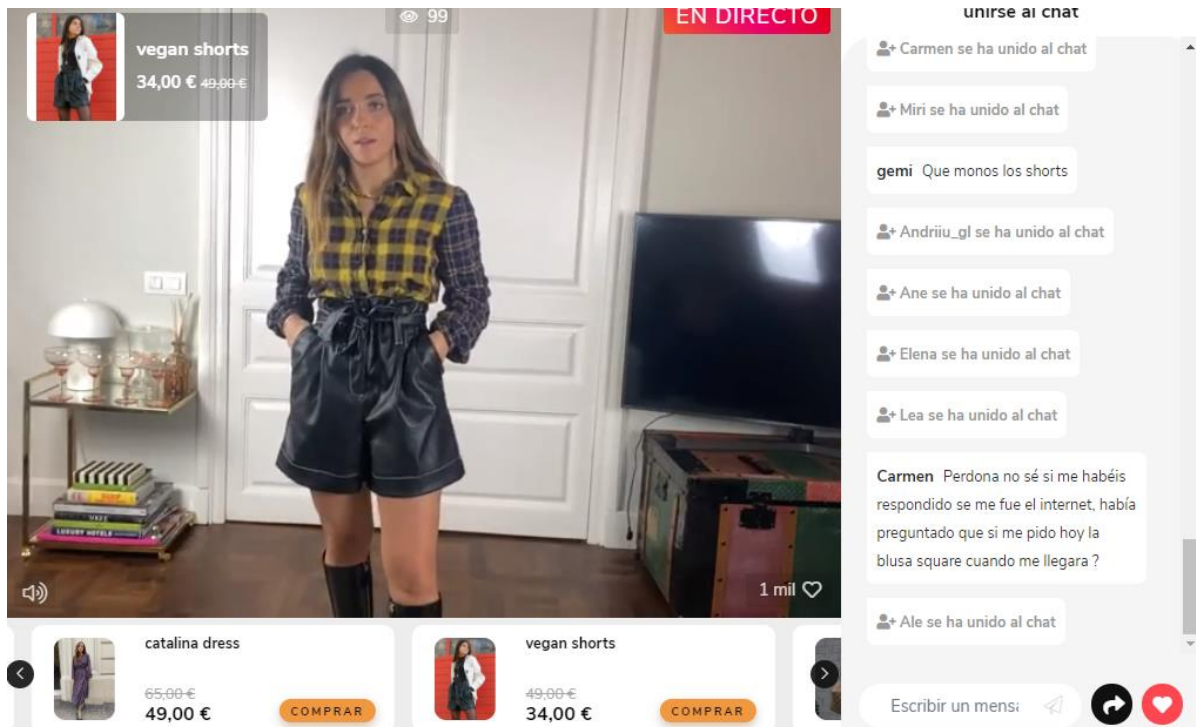 vegan shorts
34,00 € 49,00 €
99
EN DIRECTO
1 mil
LUXURY HOTELS
catalina dress
65,00 €
49,00 €
COMPRAR
vegan shorts
49,00 €
34,00 €
COMPRAR
unirse al chat
Carmen se ha unido al chat
Miri se ha unido al chat
gemi Que monos los shorts
Andriiu_gl se ha unido al chat
Ane se ha unido al chat
Elena se ha unido al chat
Lea se ha unido al chat
Carmen Perdona no sé si me habéis
respondido se me fue el internet, había
preguntado que si me pido hoy la
blusa square cuando me llegara ?
Ale se ha unido al chat
Escribir un mensa